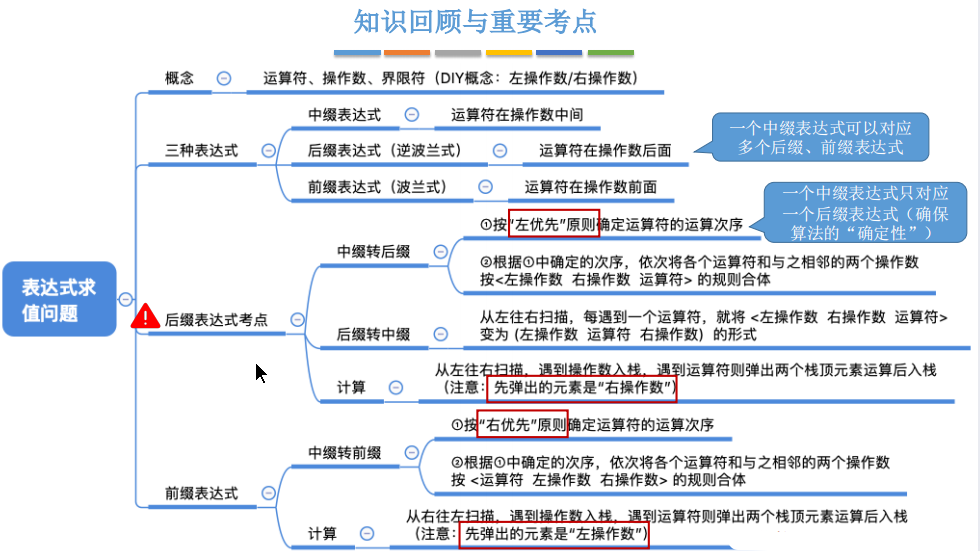 知识回顾与重要考点
概念
运算符、操作数、界限符（DIY概念：左操作数/右操作数）
三种表达式
中缀表达式
运算符在操作数中间
后缀表达式（逆波兰式）
运算符在操作数后面
前缀表达式（波兰式）
运算符在操作数前面
一个中缀表达式可以对应
多个后缀、前缀表达式
一个中缀表达式只对应
一个后缀表达式（确保
算法的“确定性”）
表达式求
值问题
后缀表达式考点
中缀转后缀
①按“左优先”原则确定运算符的运算次序
②根据①中确定的次序，依次将各个运算符和与之相邻的两个操作数
按<左操作数 右操作数 运算符> 的规则合体
后缀转中缀
从左往右扫描，每遇到一个运算符，就将 <左操作数 右操作数 运算符>
变为 (左操作数 运算符 右操作数) 的形式
计算
从左往右扫描，遇到操作数入栈，遇到运算符则弹出两个栈顶元素运算后入栈
（注意：先弹出的元素是“右操作数”）
前缀表达式
中缀转前缀
①按“右优先”原则确定运算符的运算次序
②根据①中确定的次序，依次将各个运算符和与之相邻的两个操作数
按 <运算符 左操作数 右操作数> 的规则合体
计算
从右往左扫描，遇到操作数入栈，遇到运算符则弹出两个栈顶元素运算后入栈
（注意：先弹出的元素是“左操作数”）